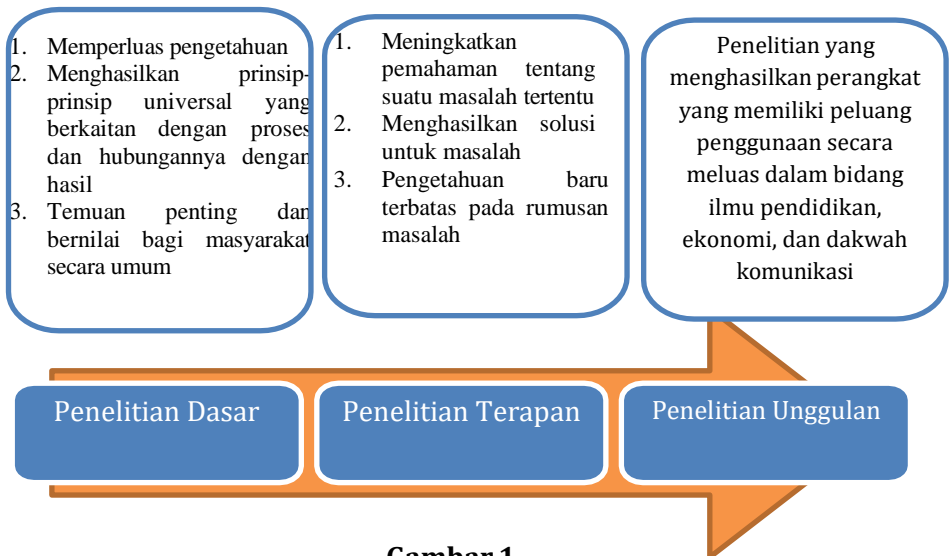 1. Memperluas pengetahuan
2. Menghasilkan prinsip-
prinsip universal yang
berkaitan dengan proses
dan hubungannya dengan
hasil
3. Temuan penting dan
bernilai bagi masyarakat
secara umum
1. Meningkatkan
pemahaman tentang
suatu masalah tertentu
2. Menghasilkan solusi
untuk masalah
3. Pengetahuan baru
terbatas pada rumusan
masalah
Penelitian yang
menghasilkan perangkat
yang memiliki peluang
penggunaan secara
meluas dalam bidang
ilmu pendidikan,
ekonomi, dan dakwah
komunikasi
Penelitian Dasar
Penelitian Terapan
Penelitian Unggulan
Gambar 1